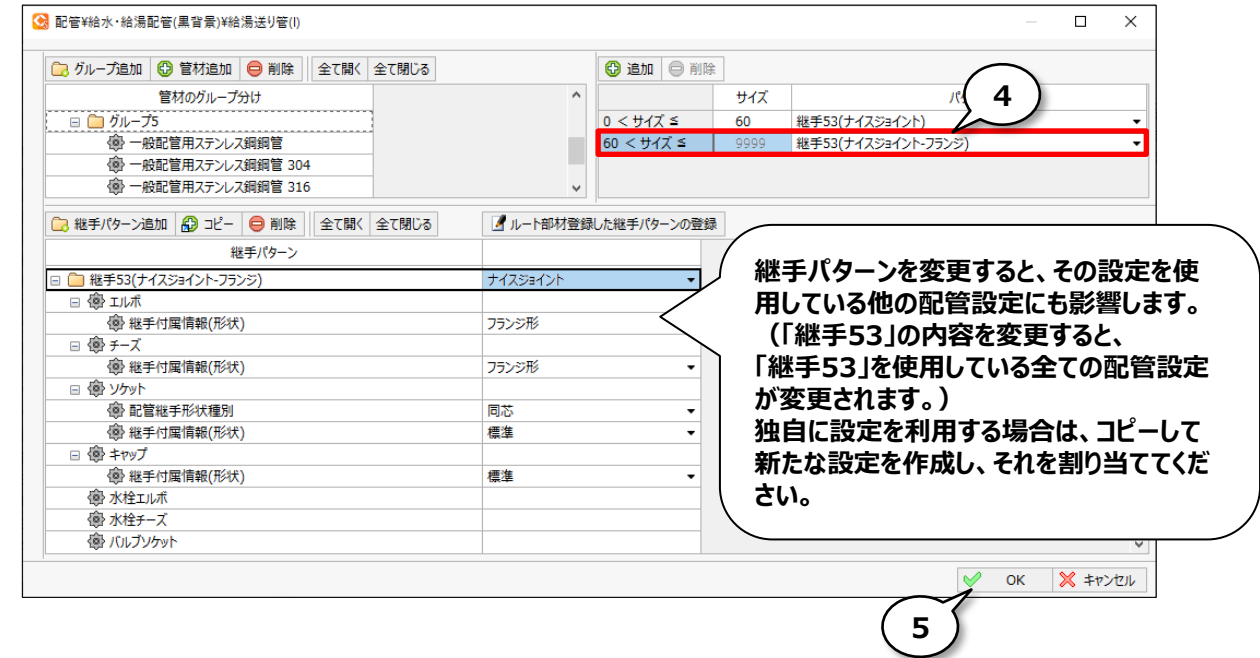 配管¥給水・給湯配管(黒背景)¥給湯送り管(I)
グループ追加 管材追加 削除 全て開く 全て閉じる
管材のグループ分け
グループ5
一般配管用ステンレス鋼鋼管
一般配管用ステンレス鋼鋼管 304
一般配管用ステンレス鋼鋼管 316
追加 削除
サイズ
0 < サイズ ≦ 60 継手53(ナイスジョイント)
60 < サイズ ≦ 9999 継手53(ナイスジョイント-フランジ)
4
継手パターン追加 コピー 削除 全て開く 全て閉じる ルート部材登録した継手パターンの登録
継手パターン
継手53(ナイスジョイント-フランジ) ナイスジョイント
エルボ
継手付属情報(形状) フランジ形
チーズ
継手付属情報(形状) フランジ形
ソケット
配管継手形状種別 同芯
継手付属情報(形状) 標準
キャップ
継手付属情報(形状) 標準
水栓エルボ
水栓チーズ
バルブソケット
継手パターンを変更すると、その設定を使
用している他の配管設定にも影響します。
（「継手53」の内容を変更すると、
「継手53」を使用している全ての配管設定
が変更されます。）
独自に設定を利用する場合は、コピーして
新たな設定を作成し、それを割り当ててくだ
さい。
OK キャンセル
5